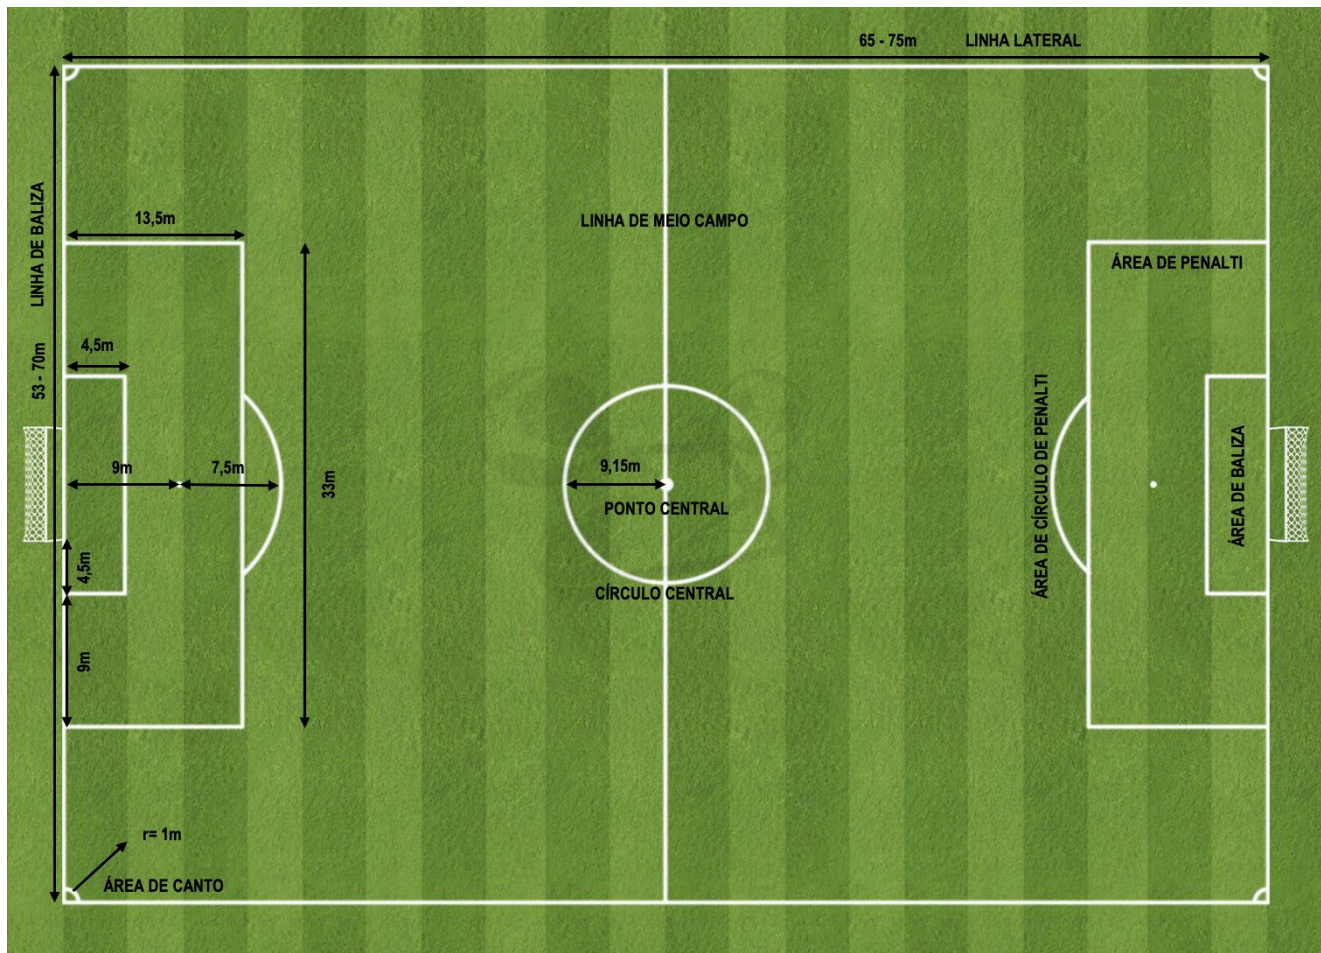 65 - 75m
LINHA LATERAL
LINHA DE BALIZA
53 - 70m
13,5m
LINHA DE MEIO CAMPO
ÁREA DE PENALTI
4,5m
9m
7,5m
33m
9,15m
PONTO CENTRAL
ÁREA DE CÍRCULO DE PENALTI
ÁREA DE BALIZA
4,5m
CÍRCULO CENTRAL
9m
r= 1m
ÁREA DE CANTO